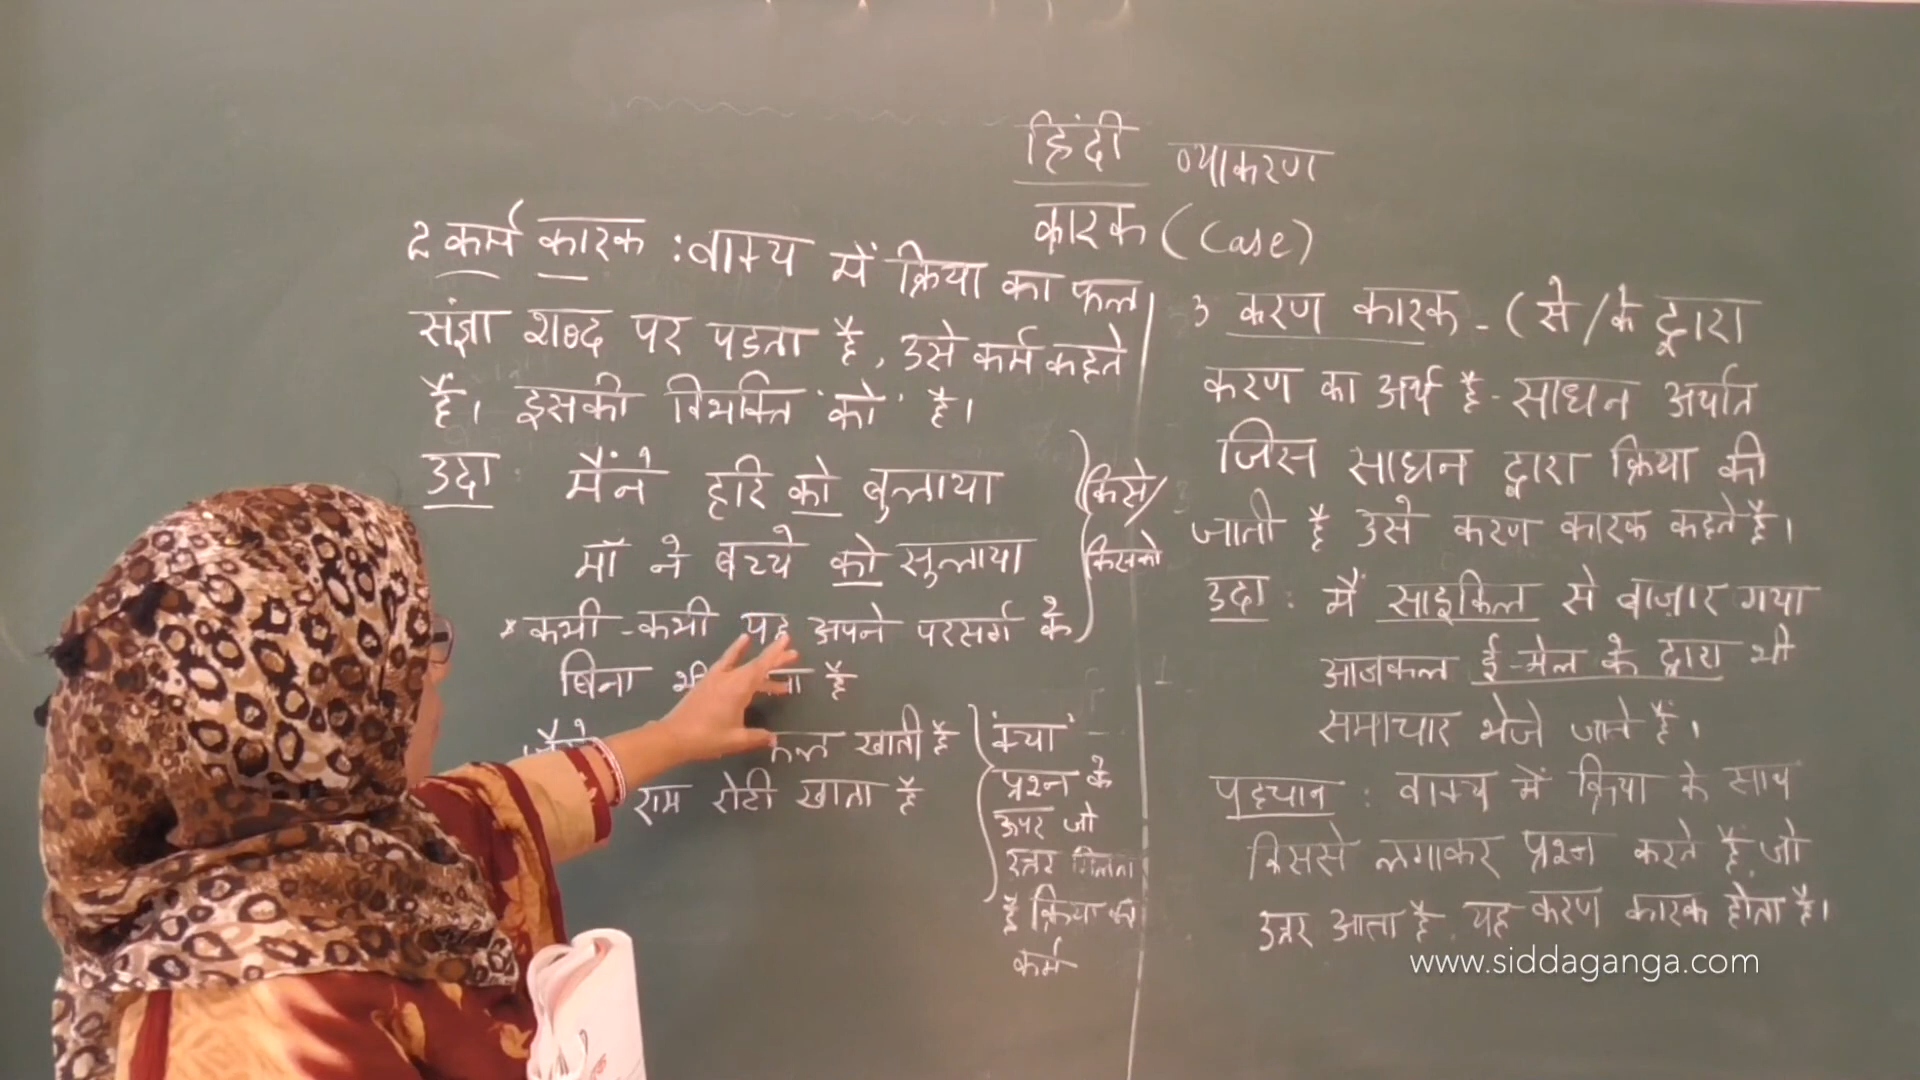 हिंदी व्याकरण
कारक (Case)
2 कर्म कारक : वाक्य में क्रिया का फल
संज्ञा शब्द पर पडता है, उसे कर्म कहते
हैं। इसकी विभक्ति 'को' है।
उदा : मैंने हरि को बुलाया
माँ ने बच्चे को सुलाया
किसे/
किसको
* कभी-कभी यह अपने परसर्ग के
बिना भी है
फल खाती है
राम रोटी खाता है
'क्या'
प्रश्न के
ऊपर जो
उत्तर मिलता
है क्रिया का
कर्म
3 करण कारक - (से/के द्वारा
करण का अर्थ है - साधन अर्थात
जिस साधन द्वारा क्रिया की
जाती है उसे करण कारक कहते है।
उदा : मैं साइकिल से बाज़ार गया
आजकल ई-मेल के द्वारा भी
समाचार भेजे जाते हैं।
पहचान : वाक्य में क्रिया के साथ
किससे लगाकर प्रश्न करते है, जो
उत्तर आता है, यह करण कारक होता है।
www.siddaganga.com